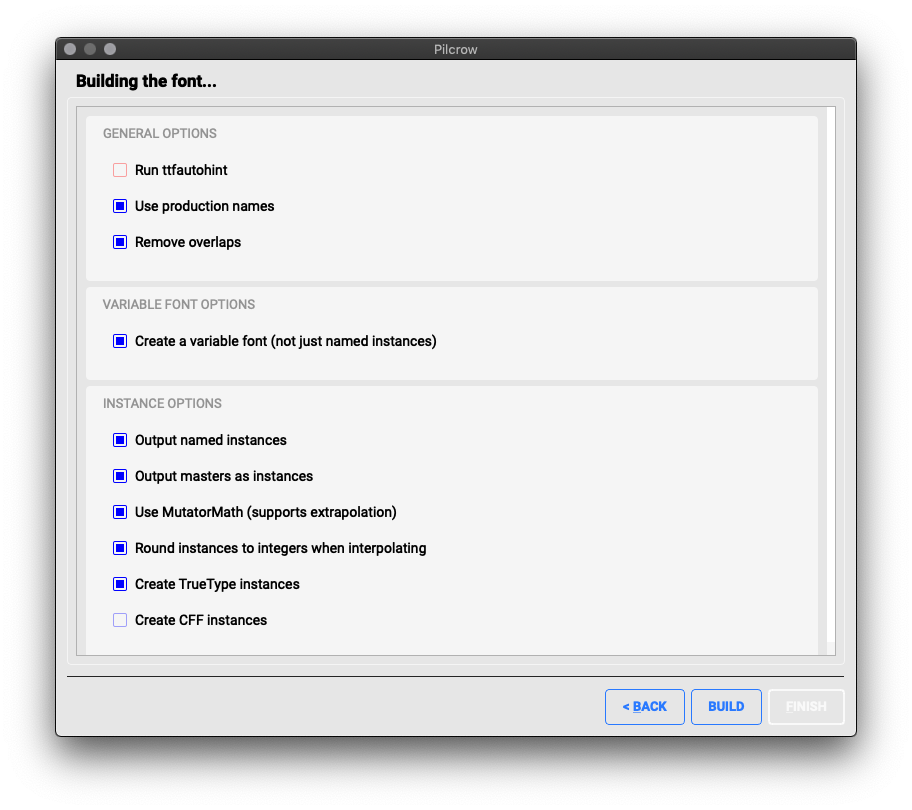 Pilcrow
Building the font...
GENERAL OPTIONS
Run ttfautohint
Use production names
Remove overlaps
VARIABLE FONT OPTIONS
Create a variable font (not just named instances)
INSTANCE OPTIONS
Output named instances
Output masters as instances
Use MutatorMath (supports extrapolation)
Round instances to integers when interpolating
Create TrueType instances
Create CFF instances
< BACK BUILD FINISH